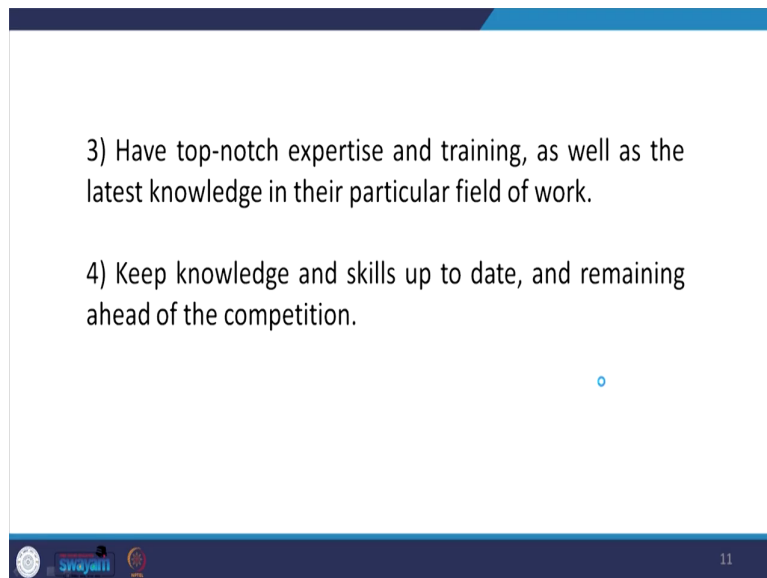 3) Have top-notch expertise and training, as well as the
latest knowledge in their particular field of work.
4) Keep knowledge and skills up to date, and remaining
ahead of the competition.
swayam
11